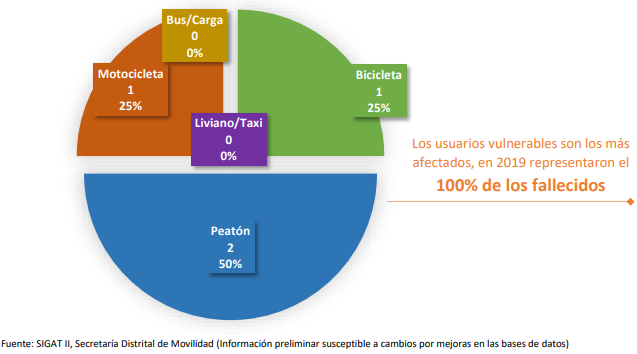 Bus/Carga
0
0%
Motocicleta
1
25%
Bicicleta
1
25%
Liviano/Taxi
0
0%
Los usuarios vulnerables son los más
afectados, en 2019 representaron el
100% de los fallecidos
Peatón
2
50%
Fuente: SIGAT II, Secretaría Distrital de Movilidad (Información preliminar susceptible a cambios por mejoras en las bases de datos)